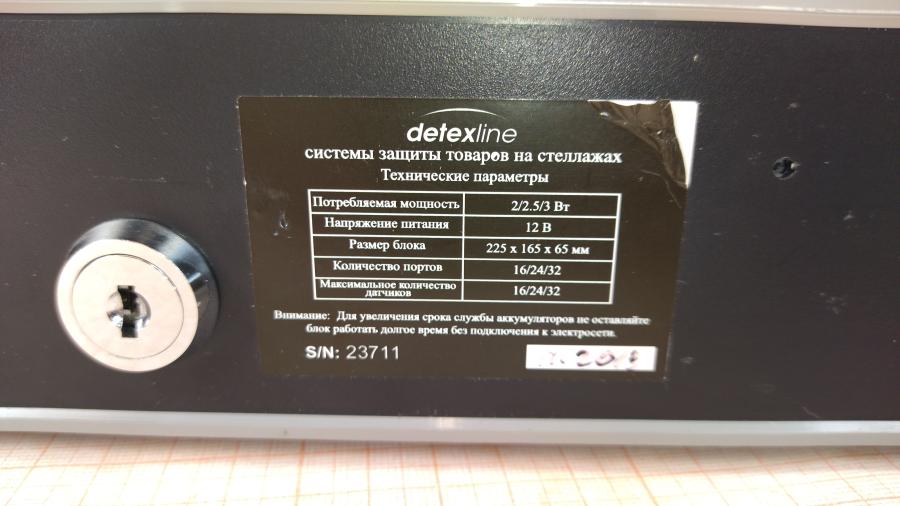 detexline
системы защиты товаров на стеллажах
Технические параметры
Потребляемая мощность 2/2.5/3 Вт
Напряжение питания 12 В
Размер блока 225 x 165 x 65 мм
Количество портов 16/24/32
Максимальное количество датчиков 16/24/32
Внимание: Для увеличения срока службы аккумуляторов не оставляйте
блок работать долгое время без подключения к электросети.
S/N: 23711